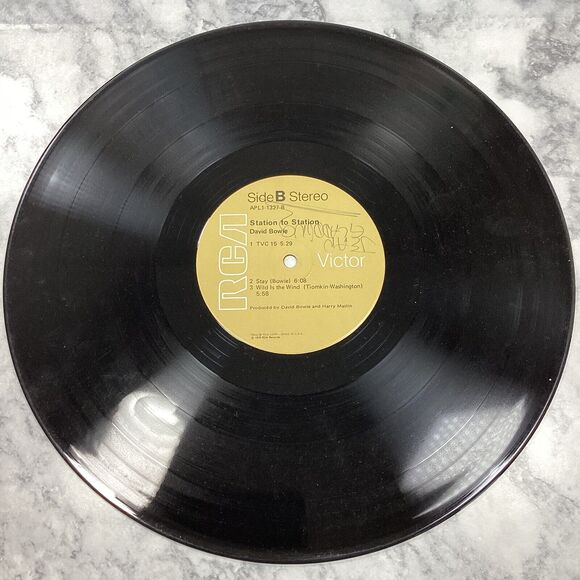 Side B Stereo
APL1-1327-B
Station to Station
David Bowie
1 TVC 15 5:29
RCA
Victor
2 Stay (Bowie) 6:08
3 Wild Is the Wind (Tiomkin-Washington)
5:58
Produced by David Bowie and Harry Maslin